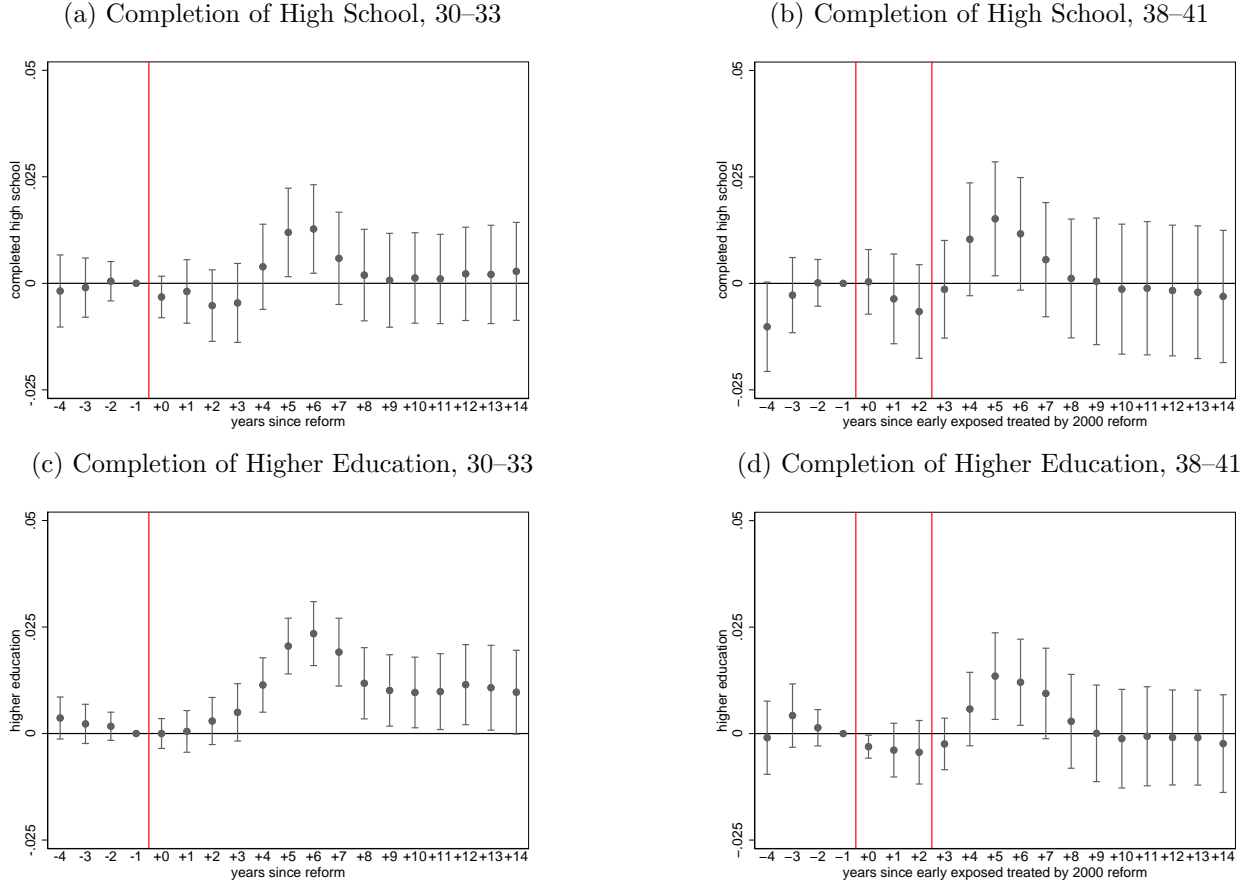 (a) Completion of High School, 30–33
completed high school
.05
.025
0
-.025
-4 -3 -2 -1 +0 +1 +2 +3 +4 +5 +6 +7 +8 +9 +10 +11 +12 +13 +14
years since reform
(b) Completion of High School, 38–41
completed high school
.05
.025
0
−.025
−4 −3 −2 −1 +0 +1 +2 +3 +4 +5 +6 +7 +8 +9 +10 +11 +12 +13 +14
years since early exposed treated by 2000 reform
(c) Completion of Higher Education, 30–33
higher education
.05
.025
0
-.025
-4 -3 -2 -1 +0 +1 +2 +3 +4 +5 +6 +7 +8 +9 +10 +11 +12 +13 +14
years since reform
(d) Completion of Higher Education, 38–41
higher education
.05
.025
0
−.025
−4 −3 −2 −1 +0 +1 +2 +3 +4 +5 +6 +7 +8 +9 +10 +11 +12 +13 +14
years since early exposed treated by 2000 reform